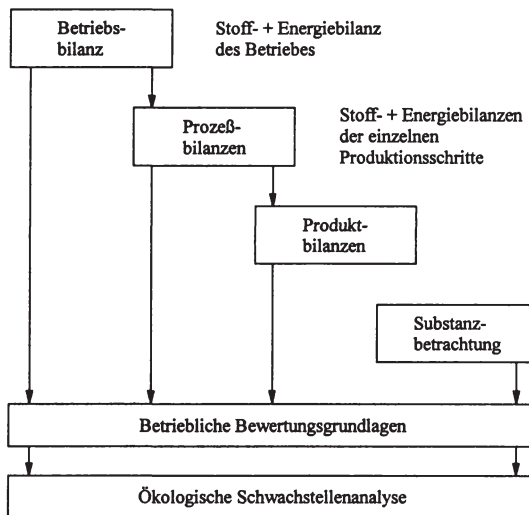 Betriebs-
bilanz
Stoff- + Energiebilanz
des Betriebes
Prozeß-
bilanzen
Stoff- + Energiebilanzen
der einzelnen
Produktionsschritte
Produkt-
bilanzen
Substanz-
betrachtung
Betriebliche Bewertungsgrundlagen
Ökologische Schwachstellenanalyse